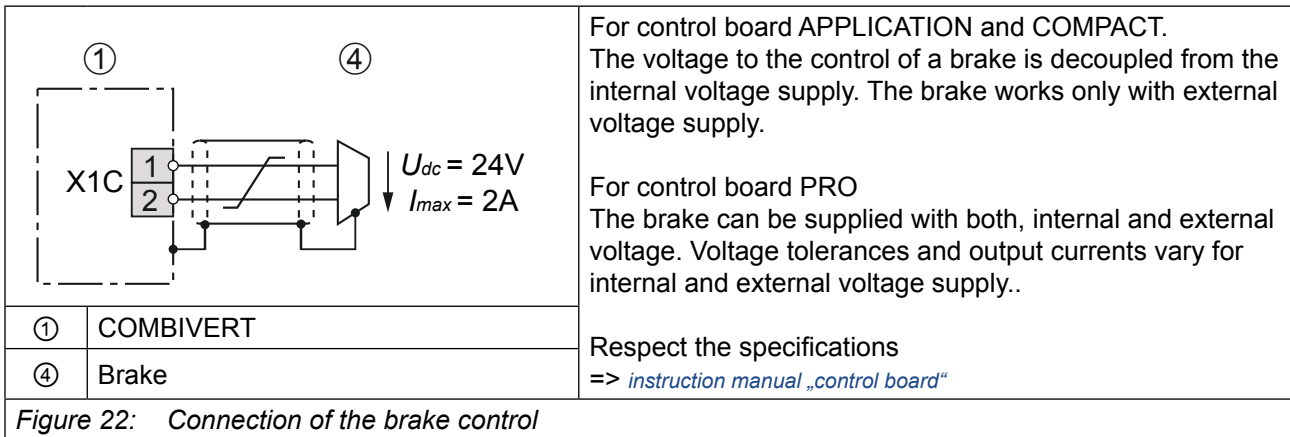 ① ④
X1C
1
2
Udc = 24V
Imax = 2A
① COMBIVERT
④ Brake
For control board APPLICATION and COMPACT.
The voltage to the control of a brake is decoupled from the
internal voltage supply. The brake works only with external
voltage supply.
For control board PRO
The brake can be supplied with both, internal and external
voltage. Voltage tolerances and output currents vary for
internal and external voltage supply..
Respect the specifications
=> instruction manual „control board“
Figure 22: Connection of the brake control